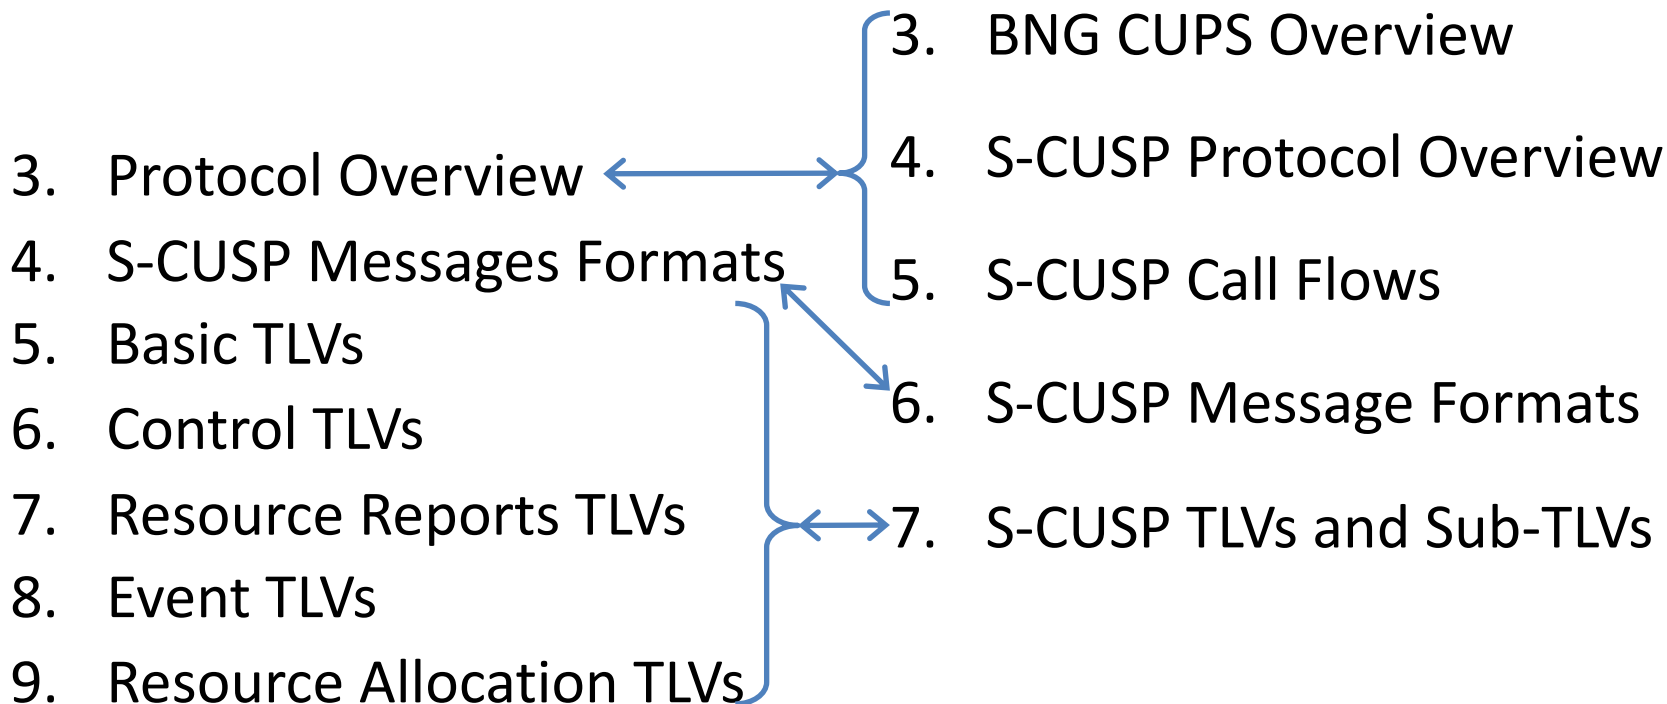 3. Protocol Overview
4. S-CUSP Messages Formats
5. Basic TLVs
6. Control TLVs
7. Resource Reports TLVs
8. Event TLVs
9. Resource Allocation TLVs
3. BNG CUPS Overview
4. S-CUSP Protocol Overview
5. S-CUSP Call Flows
6. S-CUSP Message Formats
7. S-CUSP TLVs and Sub-TLVs